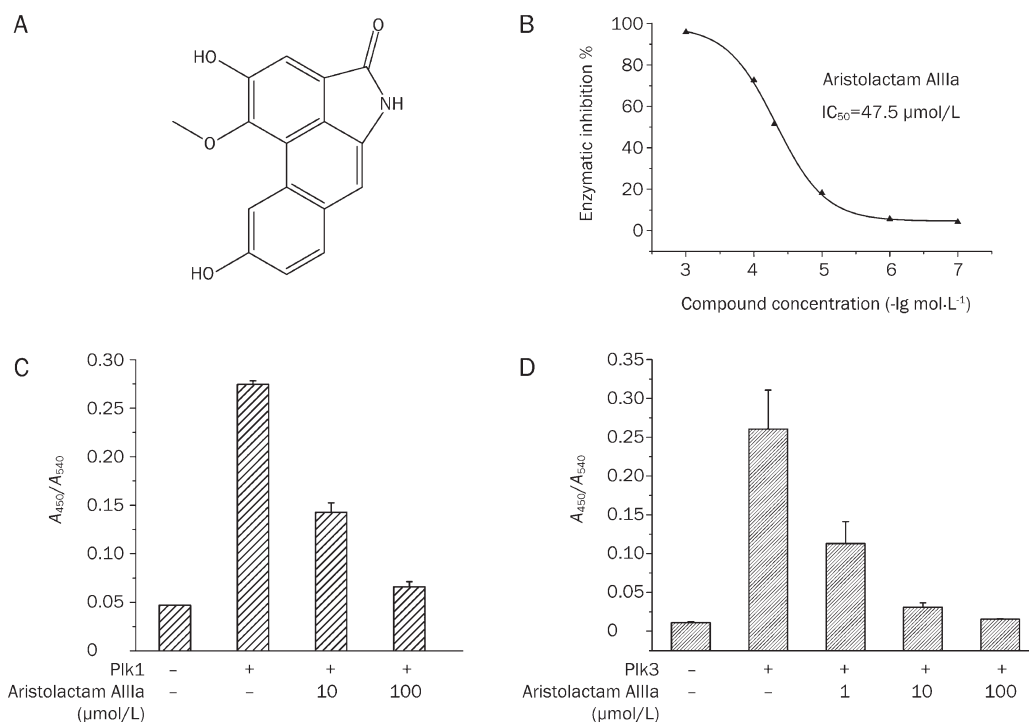 A
O
HO
NH
O
HO
B
Enzymatic inhibition %
100
80
60
40
20
0
Aristolactam AIIIa
IC50=47.5 μmol/L
3 4 5 6 7
Compound concentration (-lg mol·L-1)
C
A450/A540
0.30
0.25
0.20
0.15
0.10
0.05
0
Plk1 – + + +
Aristolactam AIIIa – – 10 100
(μmol/L)
D
A450/A540
0.35
0.30
0.25
0.20
0.15
0.10
0.05
0
Plk3 – + + + +
Aristolactam AIIIa – – 1 10 100
(μmol/L)